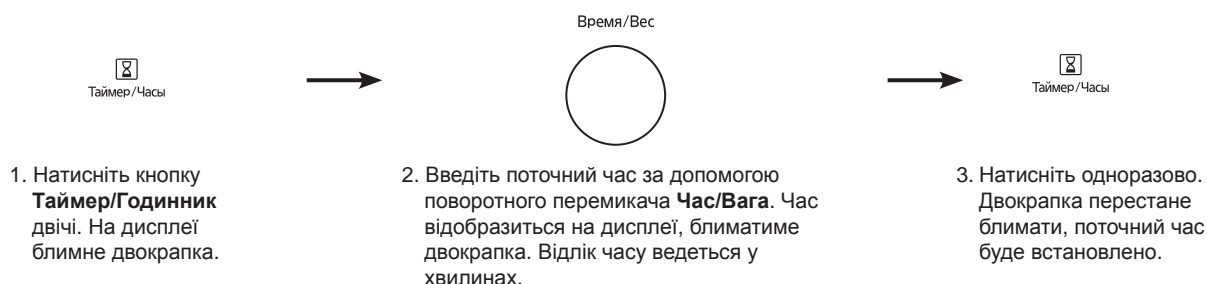 Время/Вес
Таймер/Часы
Таймер/Часы
1. Натисніть кнопку
Таймер/Годинник
двічі. На дисплеї
блимне двокрапка.
2. Введіть поточний час за допомогою
поворотного перемикача Час/Вага. Час
відобразиться на дисплеї, блиматиме
двокрапка. Відлік часу ведеться у
хвилинах.
3. Натисніть одноразово.
Двокрапка перестане
блимати, поточний час
буде встановлено.